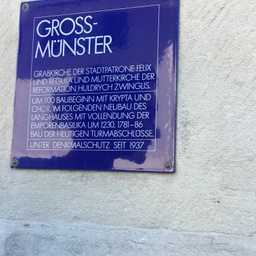 GROSS-
MÜNSTER
GRABKIRCHE DER STADTPATRONE FELIX
UND REGULA UND MUTTERKIRCHE DER
REFORMATION HULDRYCH ZWINGLIS.
UM 1100 BAUBEGINN MIT KRYPTA UND
CHOR, IM FOLGENDEN NEUBAU DES
LANGHAUSES MIT VOLLENDUNG DER
EMPORENBASILIKA UM 1230. 1781-86
BAU DER HEUTIGEN TURMABSCHLÜSSE.
UNTER DENKMALSCHUTZ SEIT 1937